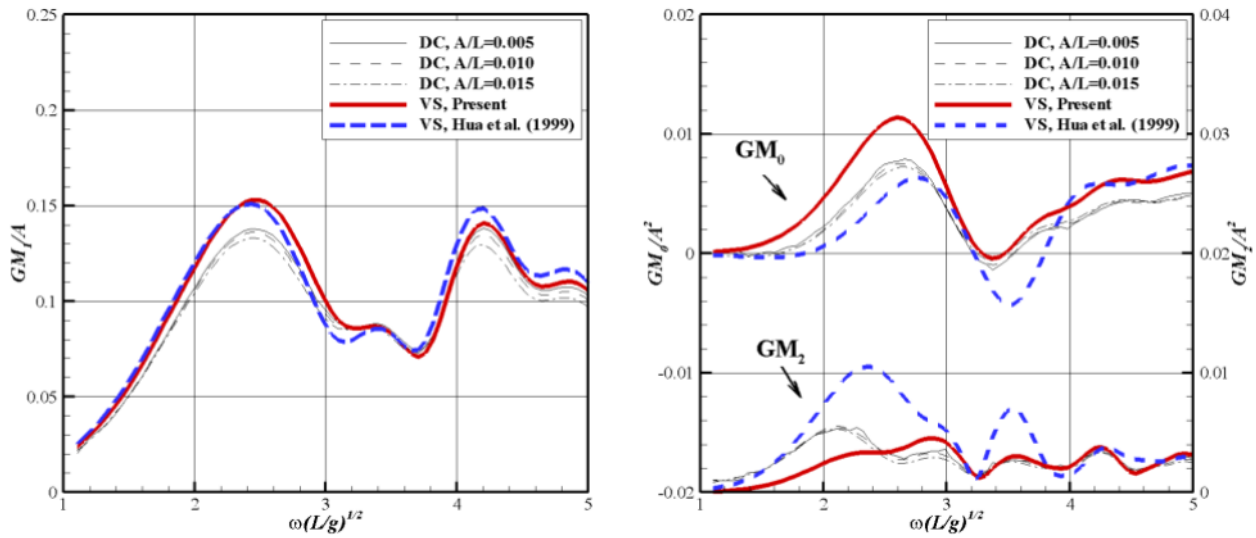 0.25
0.2
0.15
0.1
0.05
0
GM₁/A
DC, A/L=0.005
DC, A/L=0.010
DC, A/L=0.015
VS, Present
VS, Hua et al. (1999)
1
2
3
4
5
ω(L/g)^1/2
0.02
0.01
0
-0.01
-0.02
GM₀/A²
DC, A/L=0.005
DC, A/L=0.010
DC, A/L=0.015
VS, Present
VS, Hua et al. (1999)
GM₀
GM₂
0.04
0.03
0.02
0.01
0
GM₂/A²
1
2
3
4
5
ω(L/g)^1/2